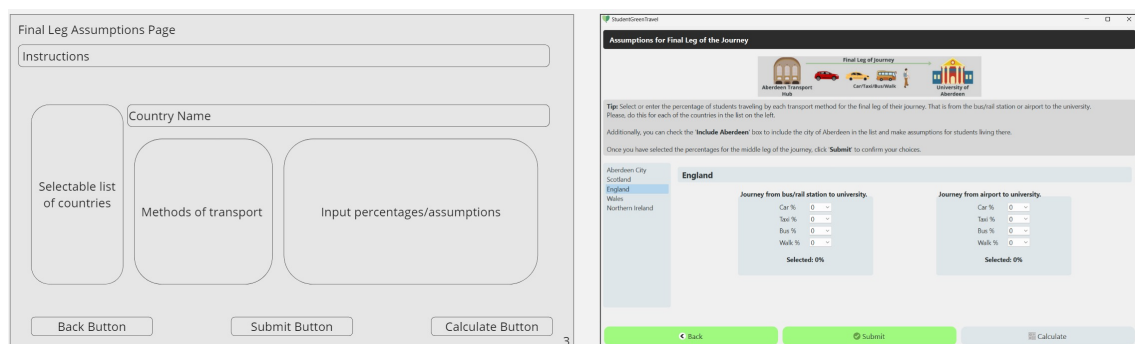 Final Leg Assumptions Page
Instructions
Country Name
Selectable list
of countries
Methods of transport
Input percentages/assumptions
Back Button
Submit Button
Calculate Button
3
StudentGreenTravel
Assumptions for Final Leg of the Journey
Final Leg of Journey
Aberdeen Transport
Hub
Car/Taxi/Bus/Walk
University of
Aberdeen
Tip: Select or enter the percentage of students traveling by each transport method for the final leg of their journey. That is from the bus/rail station or airport to the university.
Please, do this for each of the countries in the list on the left.
Additionally, you can check the 'Include Aberdeen' box to include the city of Aberdeen in the list and make assumptions for students living there.
Once you have selected the percentages for the middle leg of the journey, click 'Submit' to confirm your choices.
Aberdeen City
Scotland
England
Wales
Northern Ireland
England
Journey from bus/rail station to university.
Car % 0
Taxi % 0
Bus % 0
Walk % 0
Selected: 0%
Journey from airport to university.
Car % 0
Taxi % 0
Bus % 0
Walk % 0
Selected: 0%
Back
Submit
Calculate